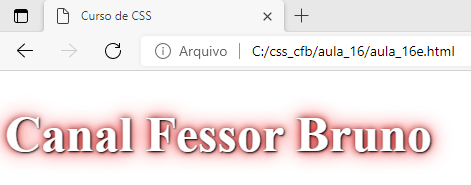 Curso de CSS
Arquivo C:/css_cfb/aula_16/aula_16e.html
Canal Fessor Bruno